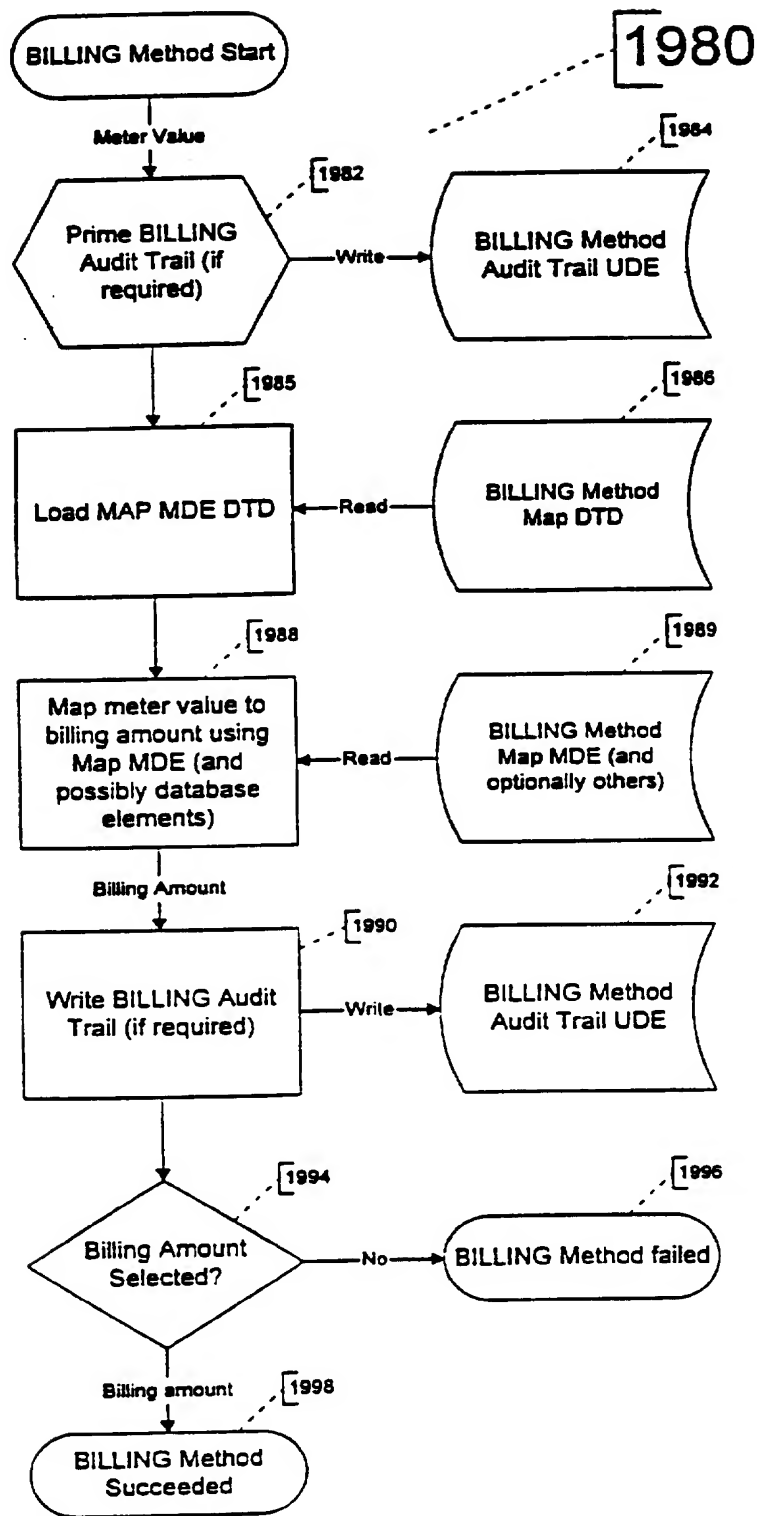 1980
BILLING Method Start
Meter Value
1982
1984
Prime BILLING
Audit Trail (if
required)
Write
BILLING Method
Audit Trail UDE
1985
1986
Load MAP MDE DTD
Read
BILLING Method
Map DTD
1988
1989
Map meter value to
billing amount using
Map MDE (and
possibly database
elements)
Read
BILLING Method
Map MDE (and
optionally others)
Billing Amount
1990
1992
Write BILLING Audit
Trail (if required)
Write
BILLING Method
Audit Trail UDE
1994
1996
Billing Amount
Selected?
No
BILLING Method failed
Billing amount
1998
BILLING Method
Succeeded